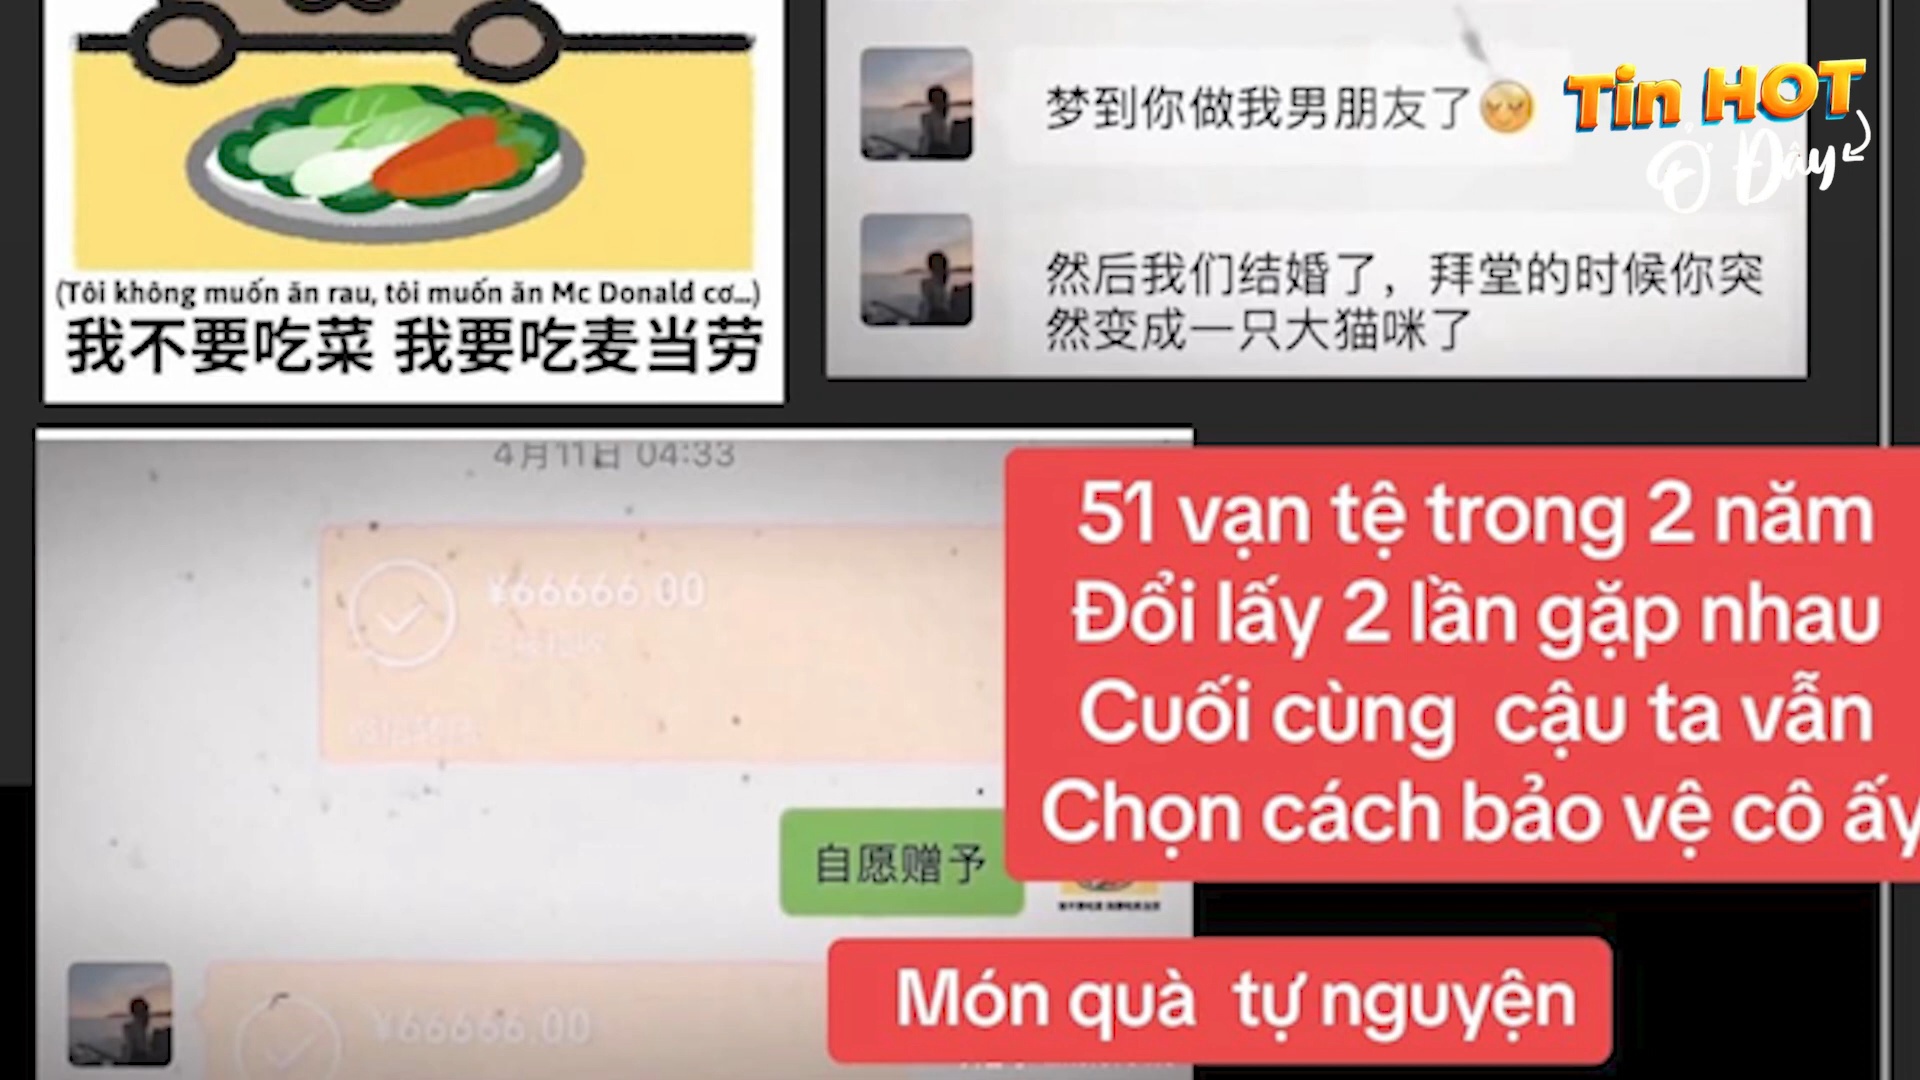 (Tôi không muốn ăn rau, tôi muốn ăn Mc Donald cơ...)
我不要吃菜 我要吃麦当劳
梦到你做我男朋友了
然后我们结婚了，拜堂的时候你突
然变成一只大猫咪了
Tin HOT
Ở Đây
4月11日 04:33
¥66666.00
51 vạn tệ trong 2 năm
Đổi lấy 2 lần gặp nhau
Cuối cùng cậu ta vẫn
Chọn cách bảo vệ cô ấy
自愿赠予
Món quà tự nguyện
¥66666.00